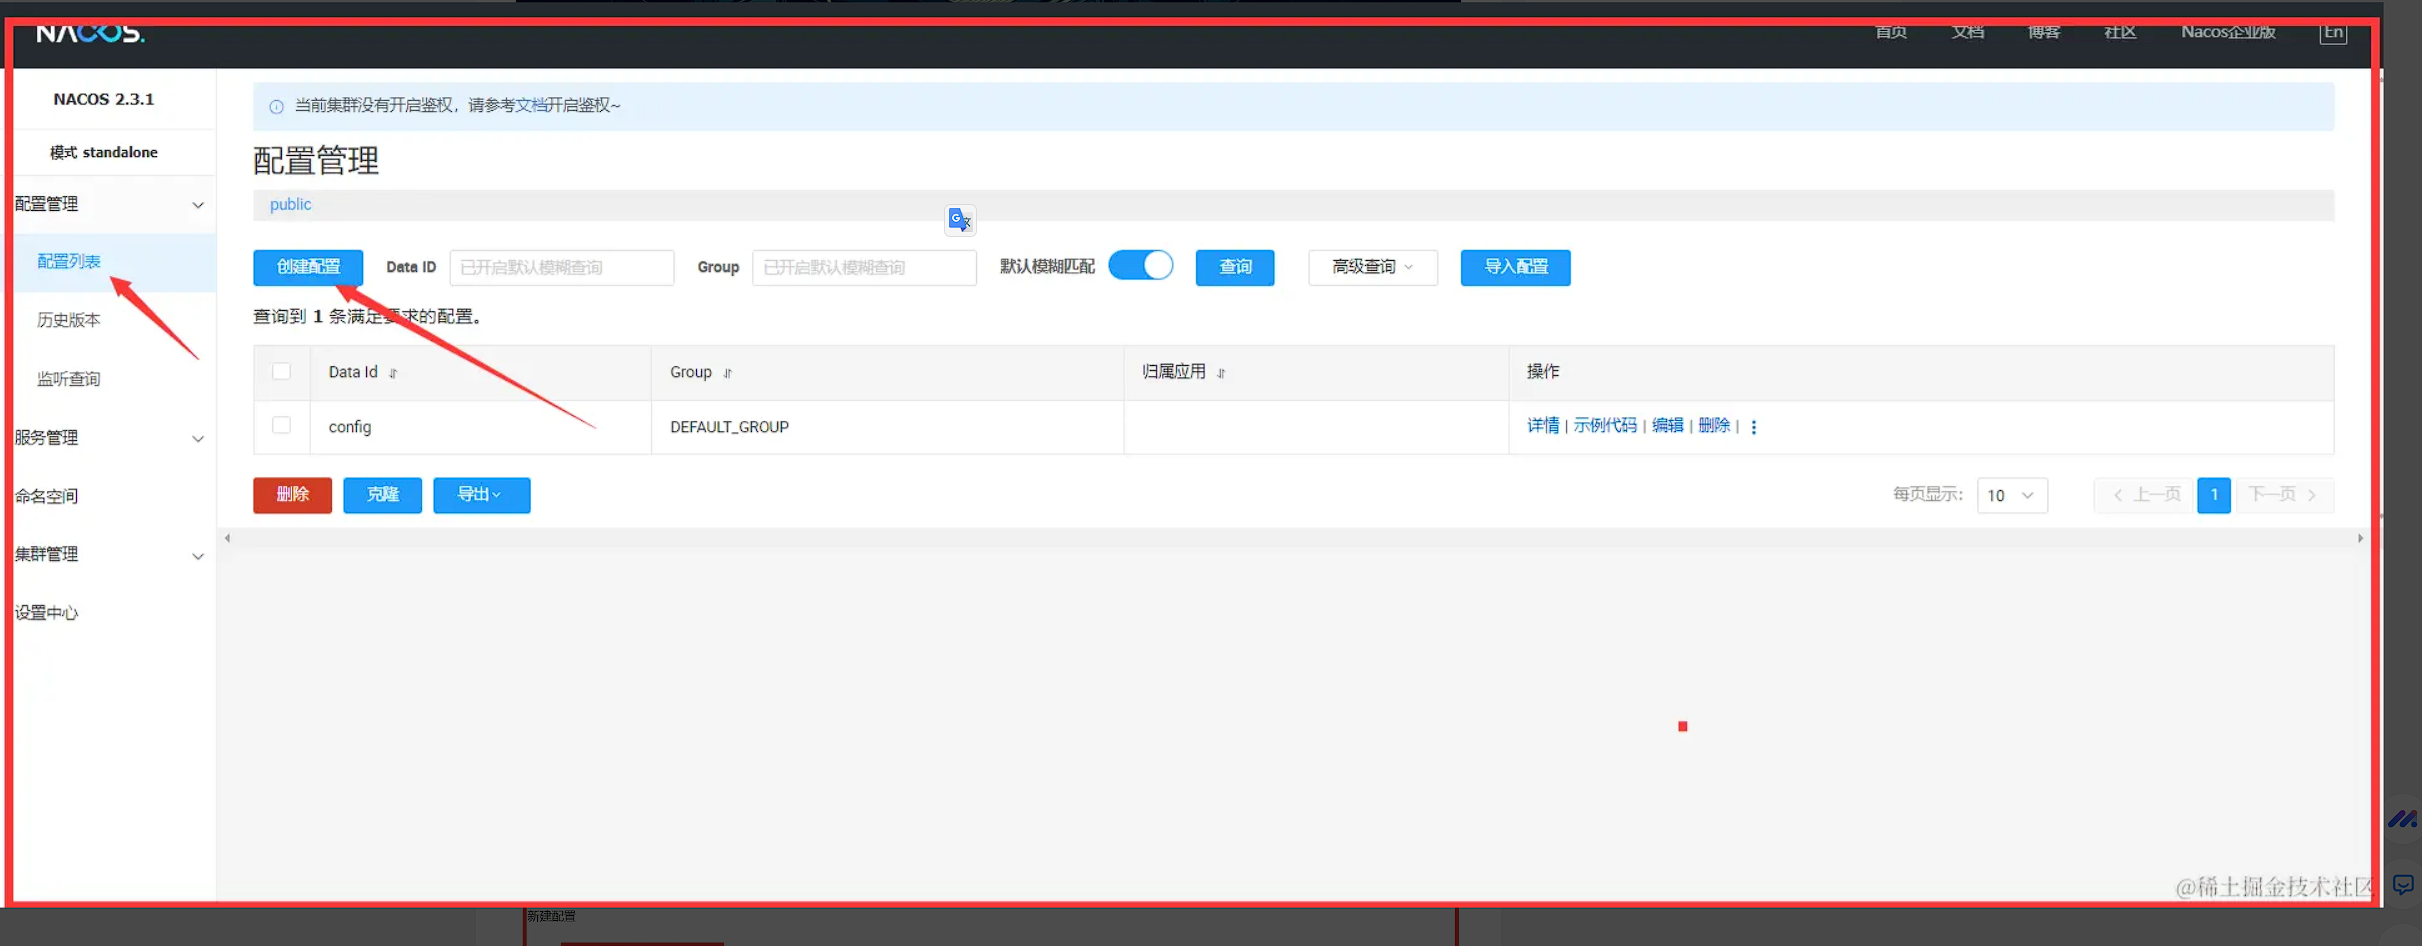 NACOS.
首页 文档 博客 社区 Nacos企业版 En
NACOS 2.3.1
模式 standalone
配置管理
配置列表
历史版本
监听查询
服务管理
命名空间
集群管理
设置中心
当前集群没有开启鉴权，请参考文档开启鉴权~
配置管理
public
创建配置 Data ID 已开启默认模糊查询 Group 已开启默认模糊查询 默认模糊匹配 查询 高级查询 导入配置
查询到 1 条满足要求的配置。
Data Id Group 归属应用 操作
config DEFAULT_GROUP 详情 | 示例代码 | 编辑 | 删除 |
删除 克隆 导出 每页显示: 10 上一页 1 下一页
@稀土掘金技术社区
新建配置